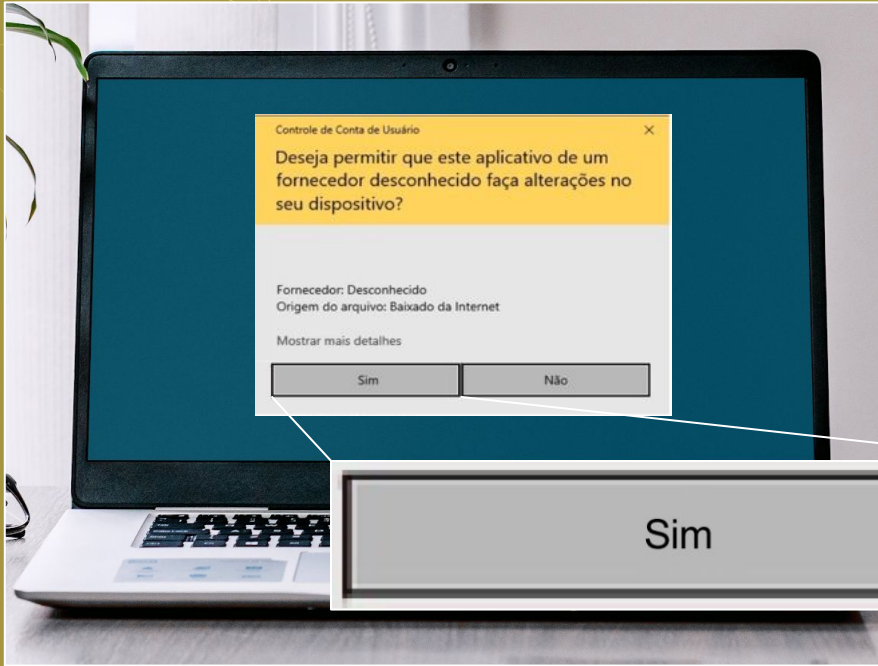 Controle de Conta de Usuário
Deseja permitir que este aplicativo de um
fornecedor desconhecido faça alterações no
seu dispositivo?
Fornecedor: Desconhecido
Origem do arquivo: Baixado da Internet
Mostrar mais detalhes
Sim Não
Sim